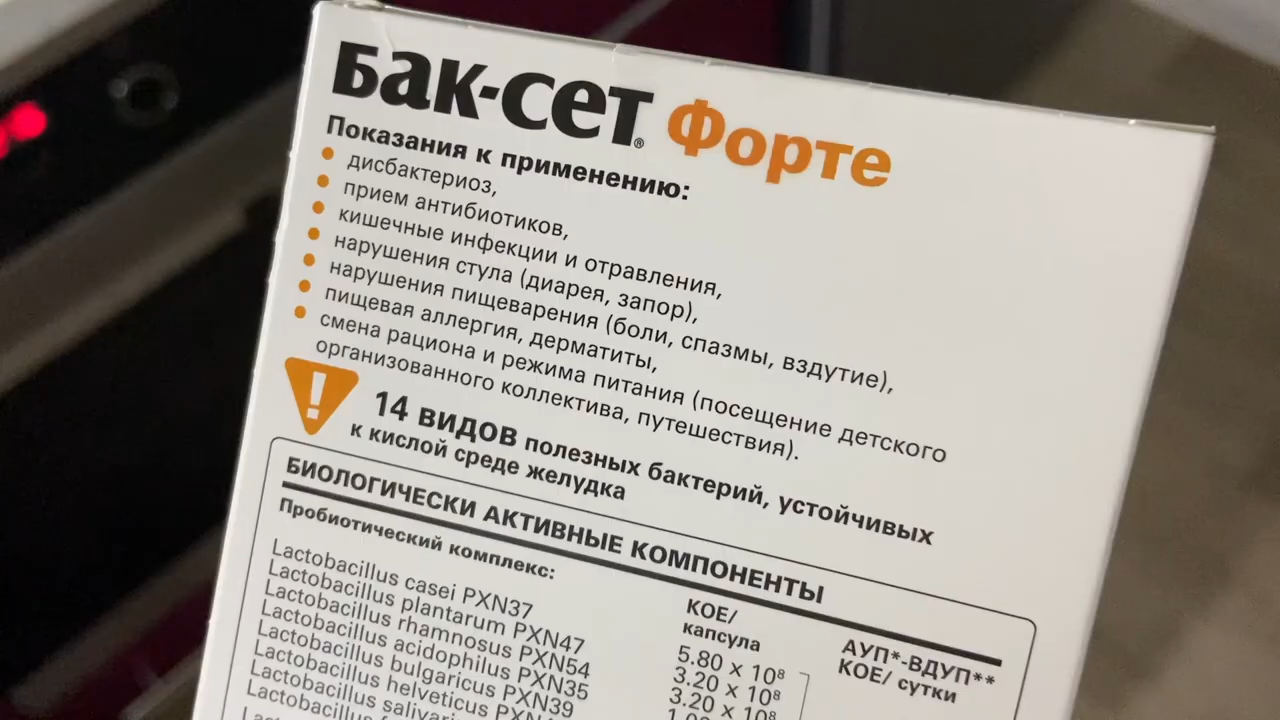 Бак-сет® Форте
Показания к применению:
• дисбактериоз,
• прием антибиотиков,
• кишечные инфекции и отравления,
• нарушения стула (диарея, запор),
• нарушения пищеварения (боли, спазмы, вздутие),
• пищевая аллергия, дерматиты,
• смена рациона и режима питания (посещение детского
организованного коллектива, путешествия).
! 14 видов полезных бактерий, устойчивых
к кислой среде желудка
БИОЛОГИЧЕСКИ АКТИВНЫЕ КОМПОНЕНТЫ
Пробиотический комплекс:
КОЕ/
капсула
АУП*-ВДУП**
КОЕ/ сутки
Lactobacillus casei PXN37 5.80 x 10⁸
Lactobacillus plantarum PXN47 3.20 x 10⁸
Lactobacillus rhamnosus PXN54 3.20 x 10⁸
Lactobacillus acidophilus PXN35
Lactobacillus bulgaricus PXN39
Lactobacillus helveticus
Lactobacillus